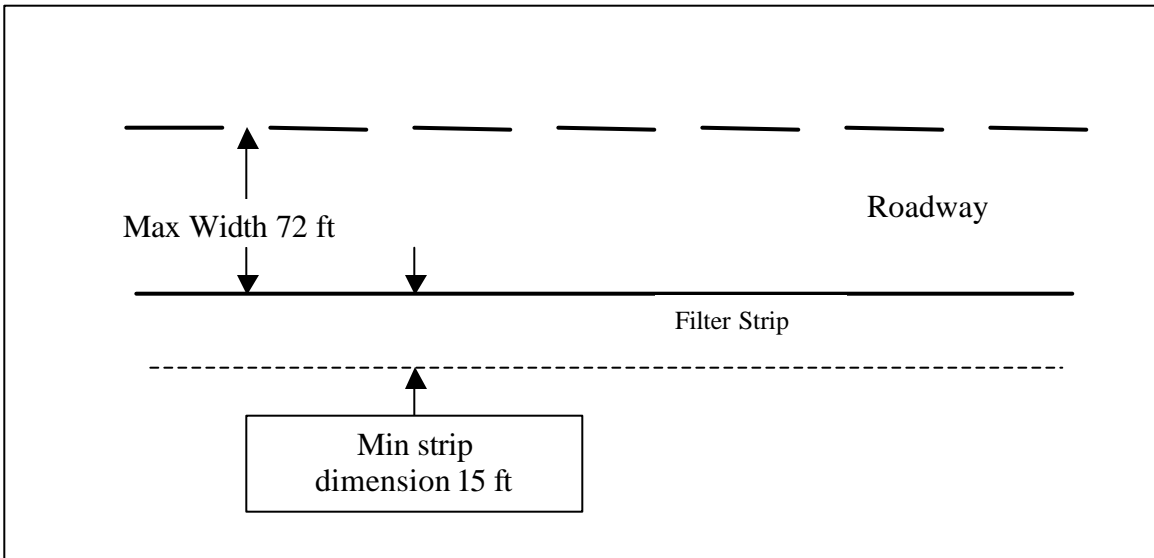 Roadway
Max Width 72 ft
Filter Strip
Min strip
dimension 15 ft